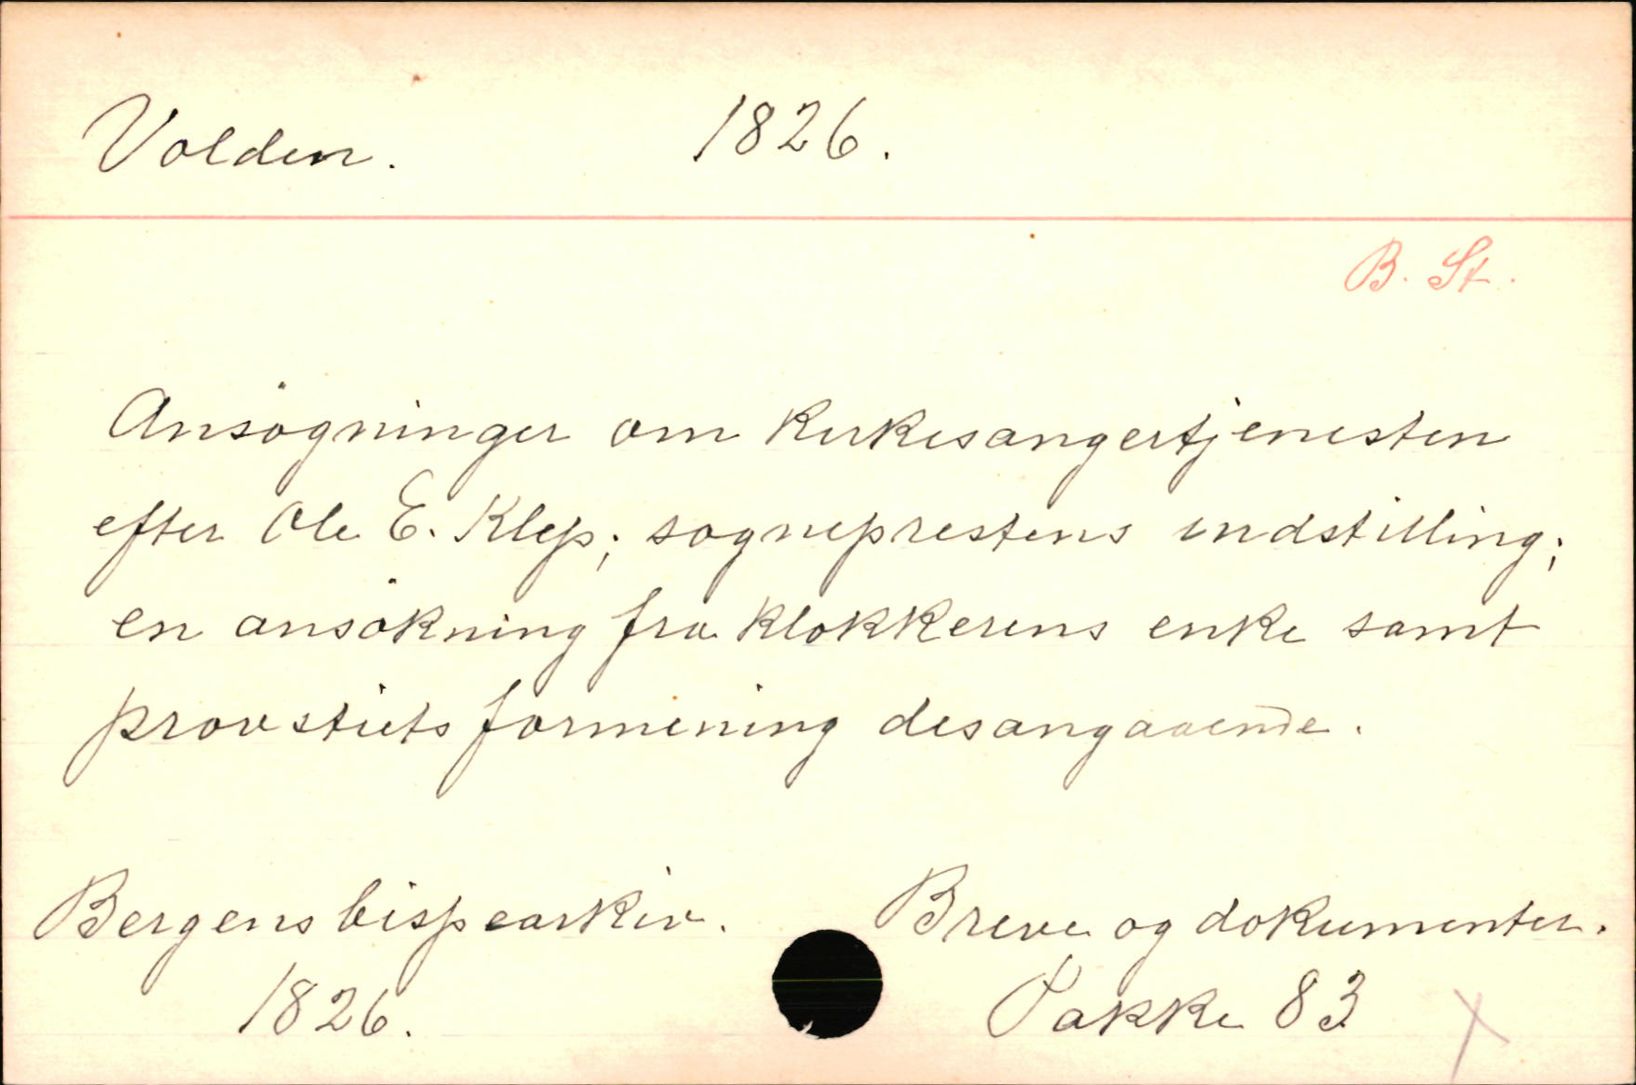 Volden. 1826.
B. St.
Ansøgninger om kirkesangertjenesten
efter Ole E. Klep; sogneprestens indstilling;
en ansøkning fra klokkerens enke samt
provstiets formening desangaaende.
Bergens bispearkiv. Breve og dokumenter.
1826. Pakke 83